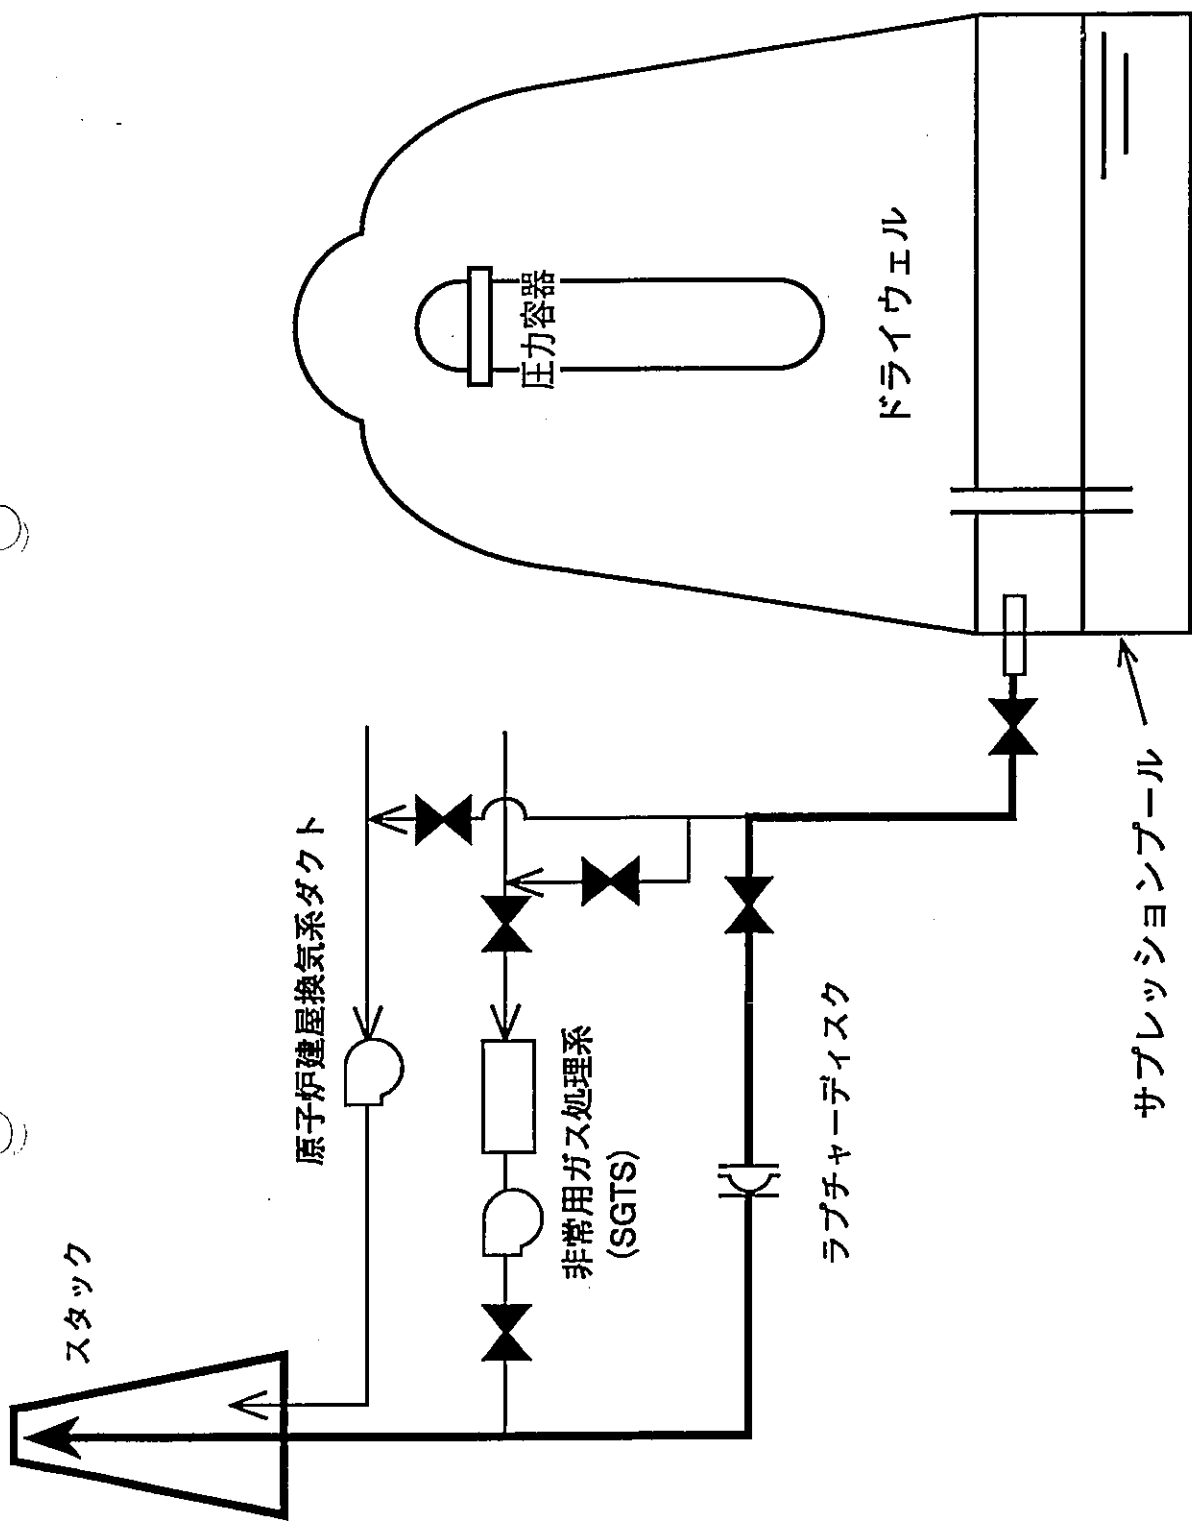 スタック
原子炉建屋換気系ダクト
非常用ガス処理系
(SGTS)
ラプチャーディスク
圧力容器
ドライウェル
サプレッションプール